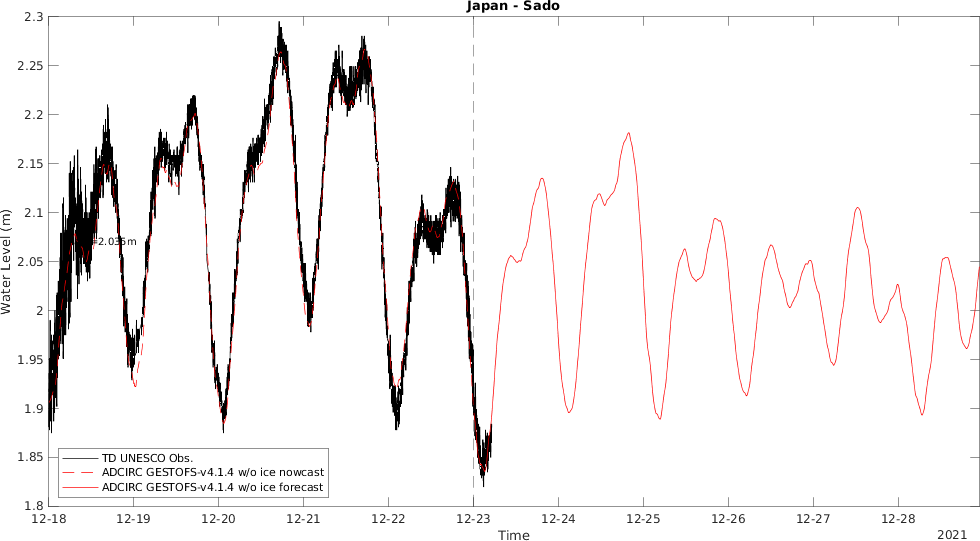 Japan - Sado
2.3
2.25
2.2
2.15
2.1
2.05
2
1.95
1.9
1.85
1.8
Water Level (m)
=2.035m
TD UNESCO Obs.
ADCIRC GESTOFS-v4.1.4 w/o ice nowcast
ADCIRC GESTOFS-v4.1.4 w/o ice forecast
12-18 12-19 12-20 12-21 12-22 12-23 12-24 12-25 12-26 12-27 12-28
Time
2021